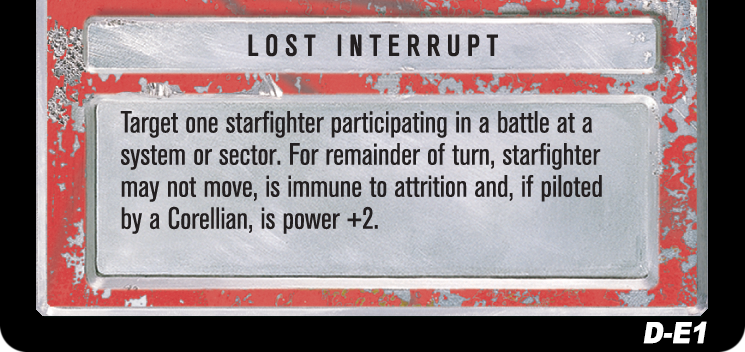 LOST INTERRUPT
Target one starfighter participating in a battle at a
system or sector. For remainder of turn, starfighter
may not move, is immune to attrition and, if piloted
by a Corellian, is power +2.
D-E1